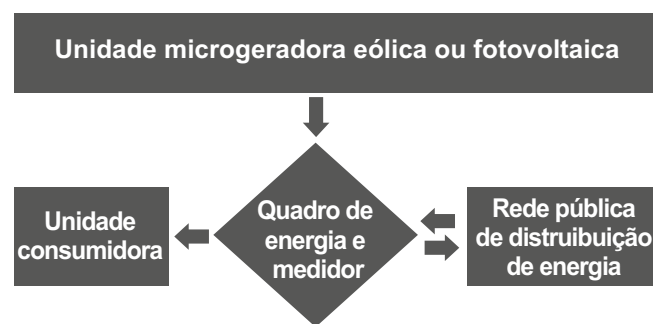 Unidade microgeradora eólica ou fotovoltaica
Unidade
consumidora
Quadro de
energia e
medidor
Rede pública
de distruibuição
de energia